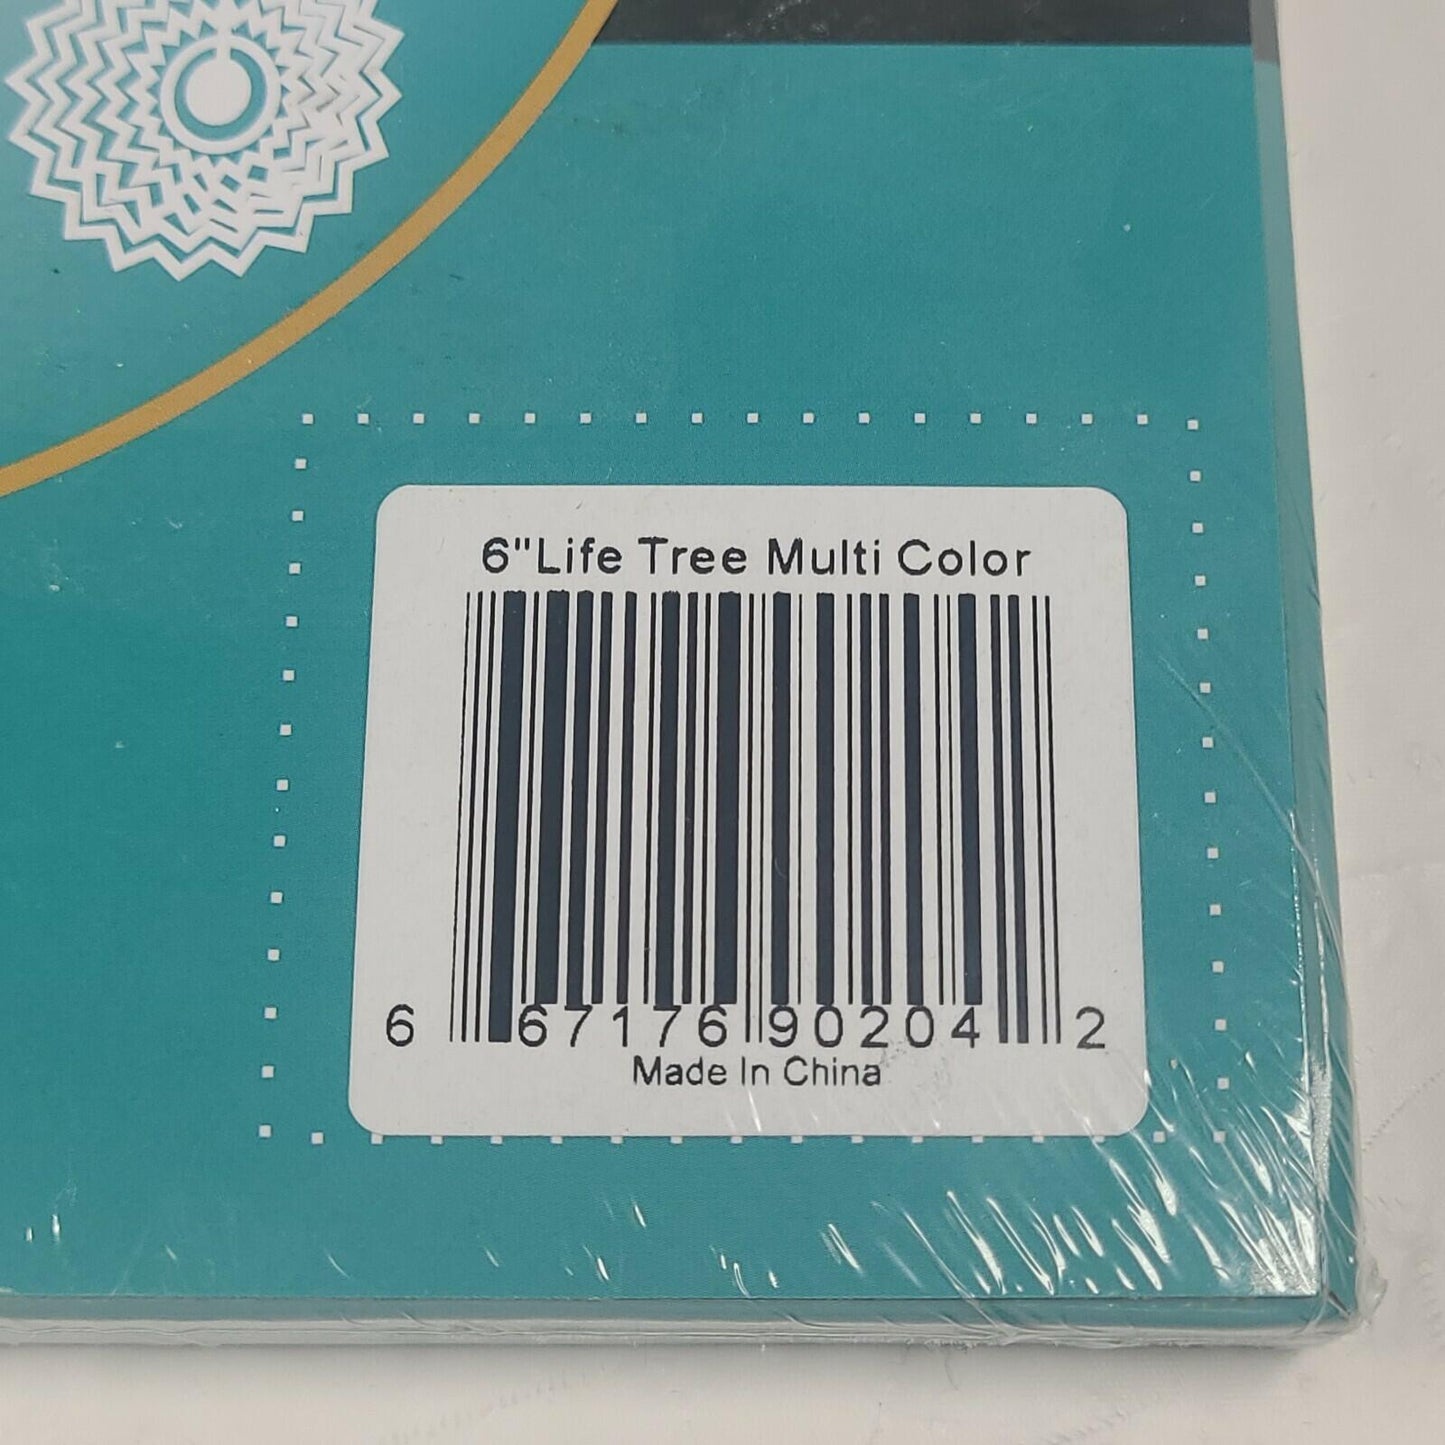 6"Life Tree Multi Color
6 67176 90204 2
Made In China